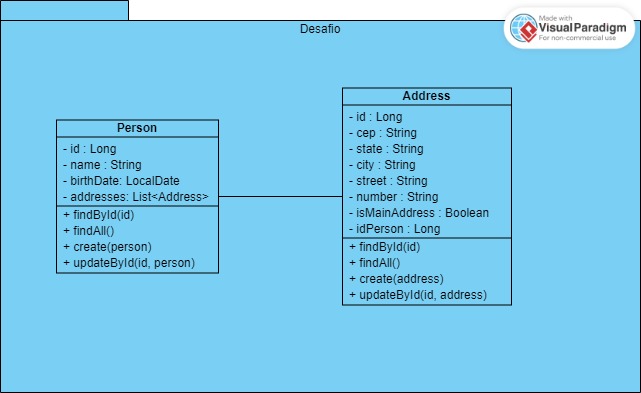 Made with
VisualParadigm
For non-commercial use
Desafio
Person
- id : Long
- name : String
- birthDate: LocalDate
- addresses: List<Address>
+ findById(id)
+ findAll()
+ create(person)
+ updateById(id, person)
Address
- id : Long
- cep : String
- state : String
- city : String
- street : String
- number : String
- isMainAddress : Boolean
- idPerson : Long
+ findById(id)
+ findAll()
+ create(address)
+ updateById(id, address)